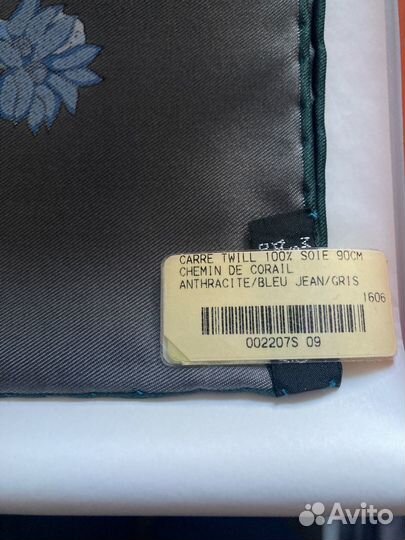 CARRE TWILL 100% SOIE 90CM
CHEMIN DE CORAIL
ANTHRACITE/BLEU JEAN/GRIS
1606
002207S 09
Avito